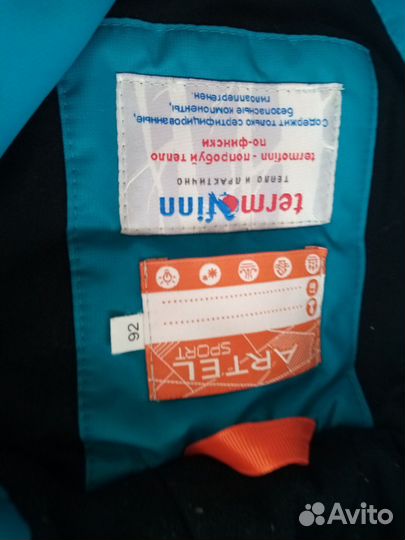 ARTEL
SPORT
92
termofinn
ТЕПЛО И ПРАКТИЧНО
termofinn - попробуй тепло
по-фински
Содержит только сертифицированные,
безопасные компоненты,
гипоаллергенен
Avito